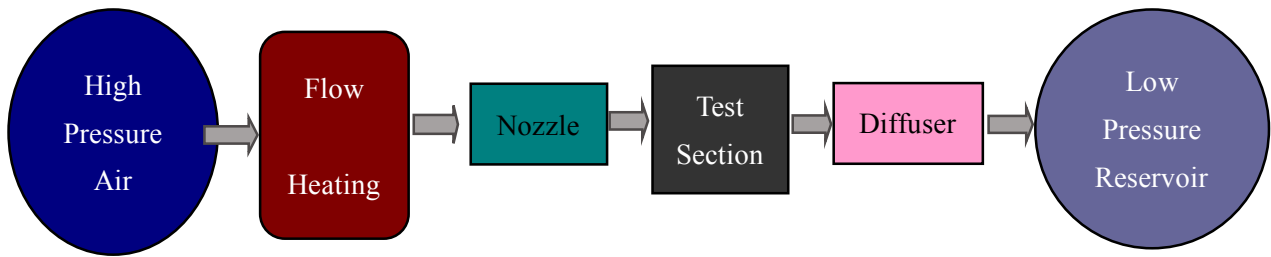 High
Pressure
Air
Flow
Heating
Nozzle
Test
Section
Diffuser
Low
Pressure
Reservoir